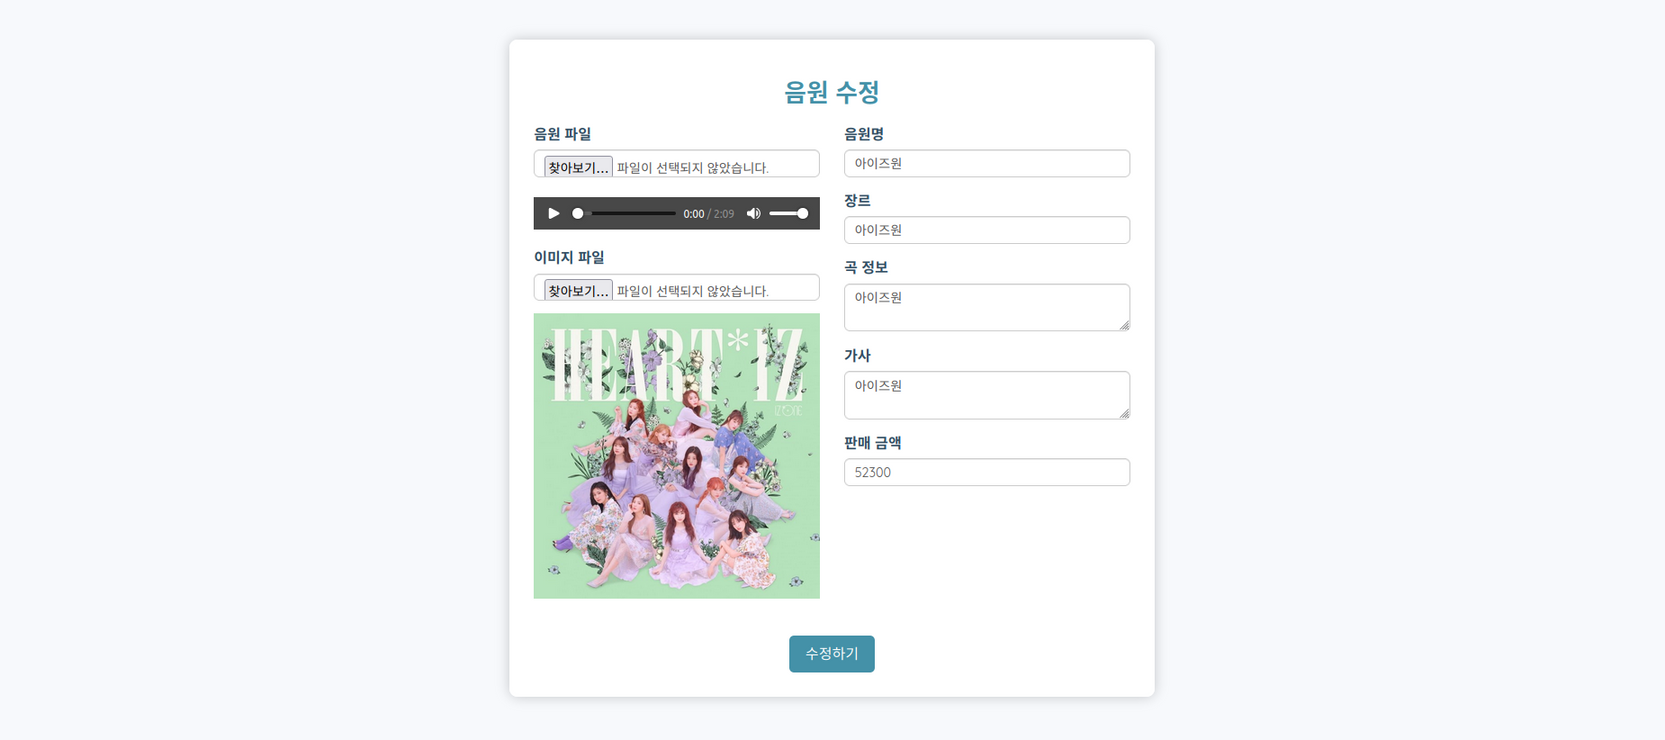 음원 수정
음원 파일
찾아보기... 파일이 선택되지 않았습니다.
0:00 / 2:09
이미지 파일
찾아보기... 파일이 선택되지 않았습니다.
HEART*IZ
IZ*ONE
음원명
아이즈원
장르
아이즈원
곡 정보
아이즈원
가사
아이즈원
판매 금액
52300
수정하기